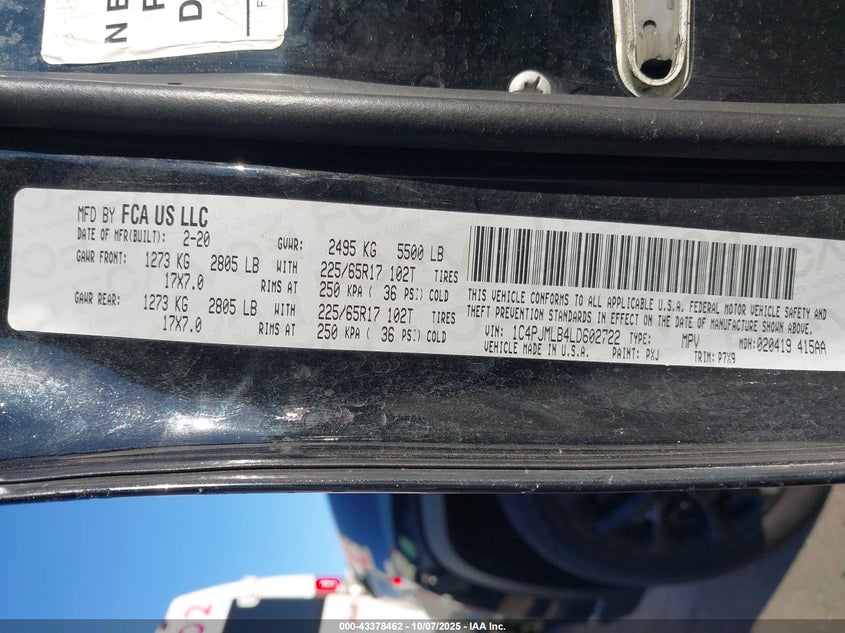 NE
F
D
F
MFD BY FCA US LLC
DATE OF MFR(BUILT): 2-20 GVWR: 2495 KG 5500 LB
GAWR FRONT: 1273 KG 2805 LB WITH 225/65R17 102T TIRES
17X7.0 RIMS AT 250 KPA ( 36 PSI) COLD
GAWR REAR: 1273 KG 2805 LB WITH 225/65R17 102T TIRES
17X7.0 RIMS AT 250 KPA ( 36 PSI) COLD
THIS VEHICLE CONFORMS TO ALL APPLICABLE U.S.A. FEDERAL MOTOR VEHICLE SAFETY
THEFT PREVENTION STANDARDS IN EFFECT ON THE DATE OF MANUFACTURE SHOWN ABOVE.
VIN: 1C4PJMLB4LD602722 TYPE: MPV MDH:020419 415AA
VEHICLE MADE IN U.S.A. PAINT: PXJ TRIM: P7X9
000-43378462 - 10/07/2025 - IAA Inc.